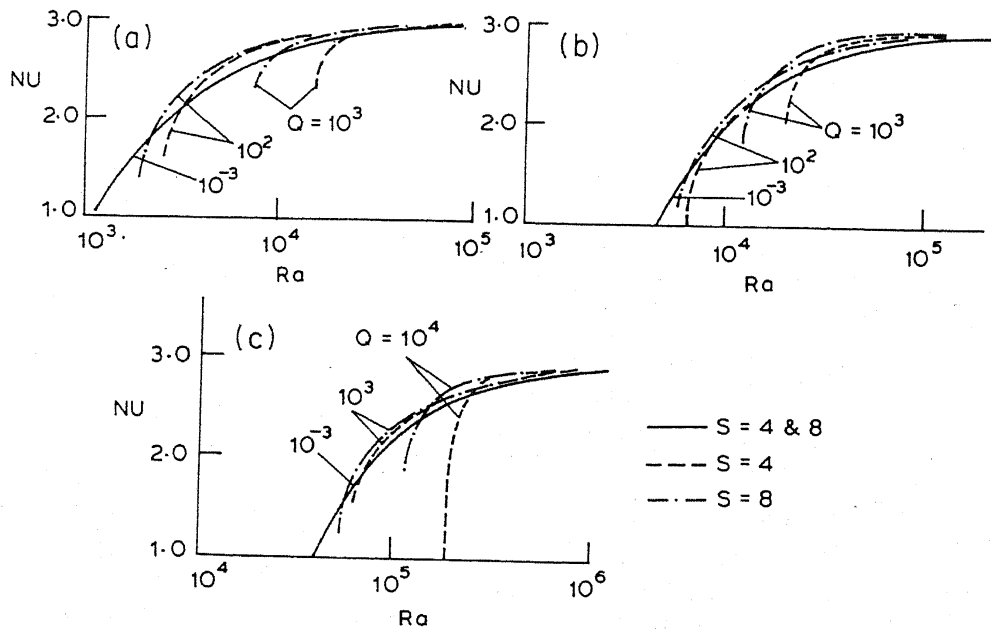 (a)
3.0
NU
2.0
1.0
Q = 10³
10²
10⁻³
10³.
10⁴
10⁵
Ra
(b)
3.0
NU
2.0
1.0
Q = 10³
10²
10⁻³
10³
10⁴
10⁵
Ra
(c)
Q = 10⁴
3.0
NU
10³
10⁻³
2.0
1.0
10⁴
10⁵
10⁶
Ra
S = 4 & 8
S = 4
S = 8